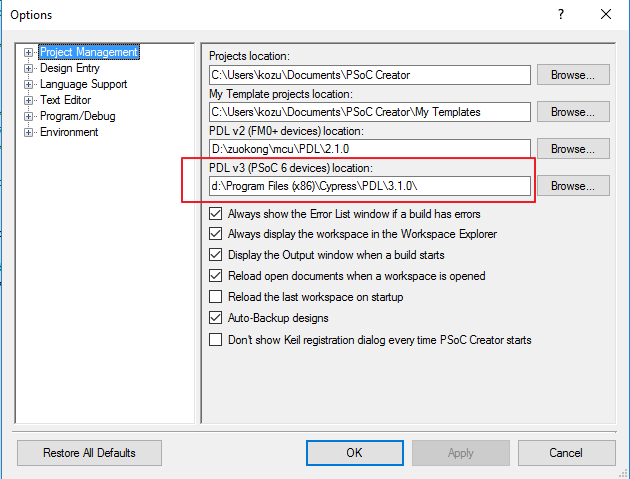 Options
Project Management
Design Entry
Language Support
Text Editor
Program/Debug
Environment
Projects location:
C:\Users\kozu\Documents\PSoC Creator
Browse...
My Template projects location:
C:\Users\kozu\Documents\PSoC Creator\My Templates
Browse...
PDL v2 (FM0+ devices) location:
D:\zuokong\mcu\PDL\2.1.0
Browse...
PDL v3 (PSoC 6 devices) location:
d:\Program Files (x86)\Cypress\PDL\3.1.0\
Browse...
Always show the Error List window if a build has errors
Always display the workspace in the Workspace Explorer
Display the Output window when a build starts
Reload open documents when a workspace is opened
Reload the last workspace on startup
Auto-Backup designs
Don't show Keil registration dialog every time PSoC Creator starts
Restore All Defaults
OK
Apply
Cancel